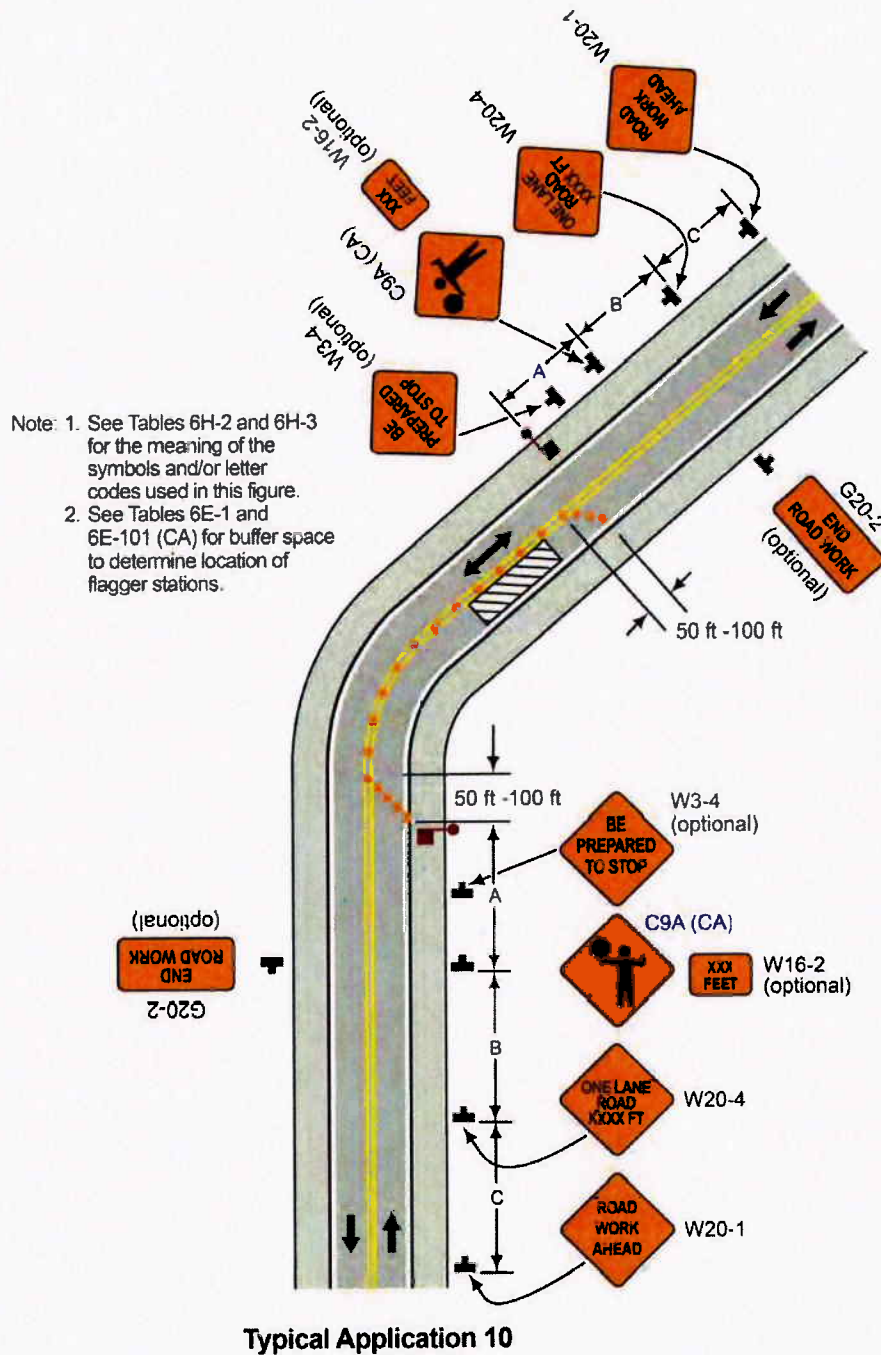 W20-1
ROAD
WORK
AHEAD
W20-4
ONE LANE
ROAD
XXXX FT
W16-2
(optional)
XXX
FEET
C9A (CA)
W3-4
(optional)
BE
PREPARED
TO STOP
C
B
A
Note: 1. See Tables 6H-2 and 6H-3
for the meaning of the
symbols and/or letter
codes used in this figure.
2. See Tables 6E-1 and
6E-101 (CA) for buffer space
to determine location of
flagger stations.
G20-2
END
ROAD WORK
(optional)
50 ft -100 ft
50 ft -100 ft
W3-4
(optional)
BE
PREPARED
TO STOP
A
C9A (CA)
XXX
FEET
W16-2
(optional)
G20-2
END
ROAD WORK
(optional)
B
ONE LANE
ROAD
XXXX FT
W20-4
C
ROAD
WORK
AHEAD
W20-1
Typical Application 10